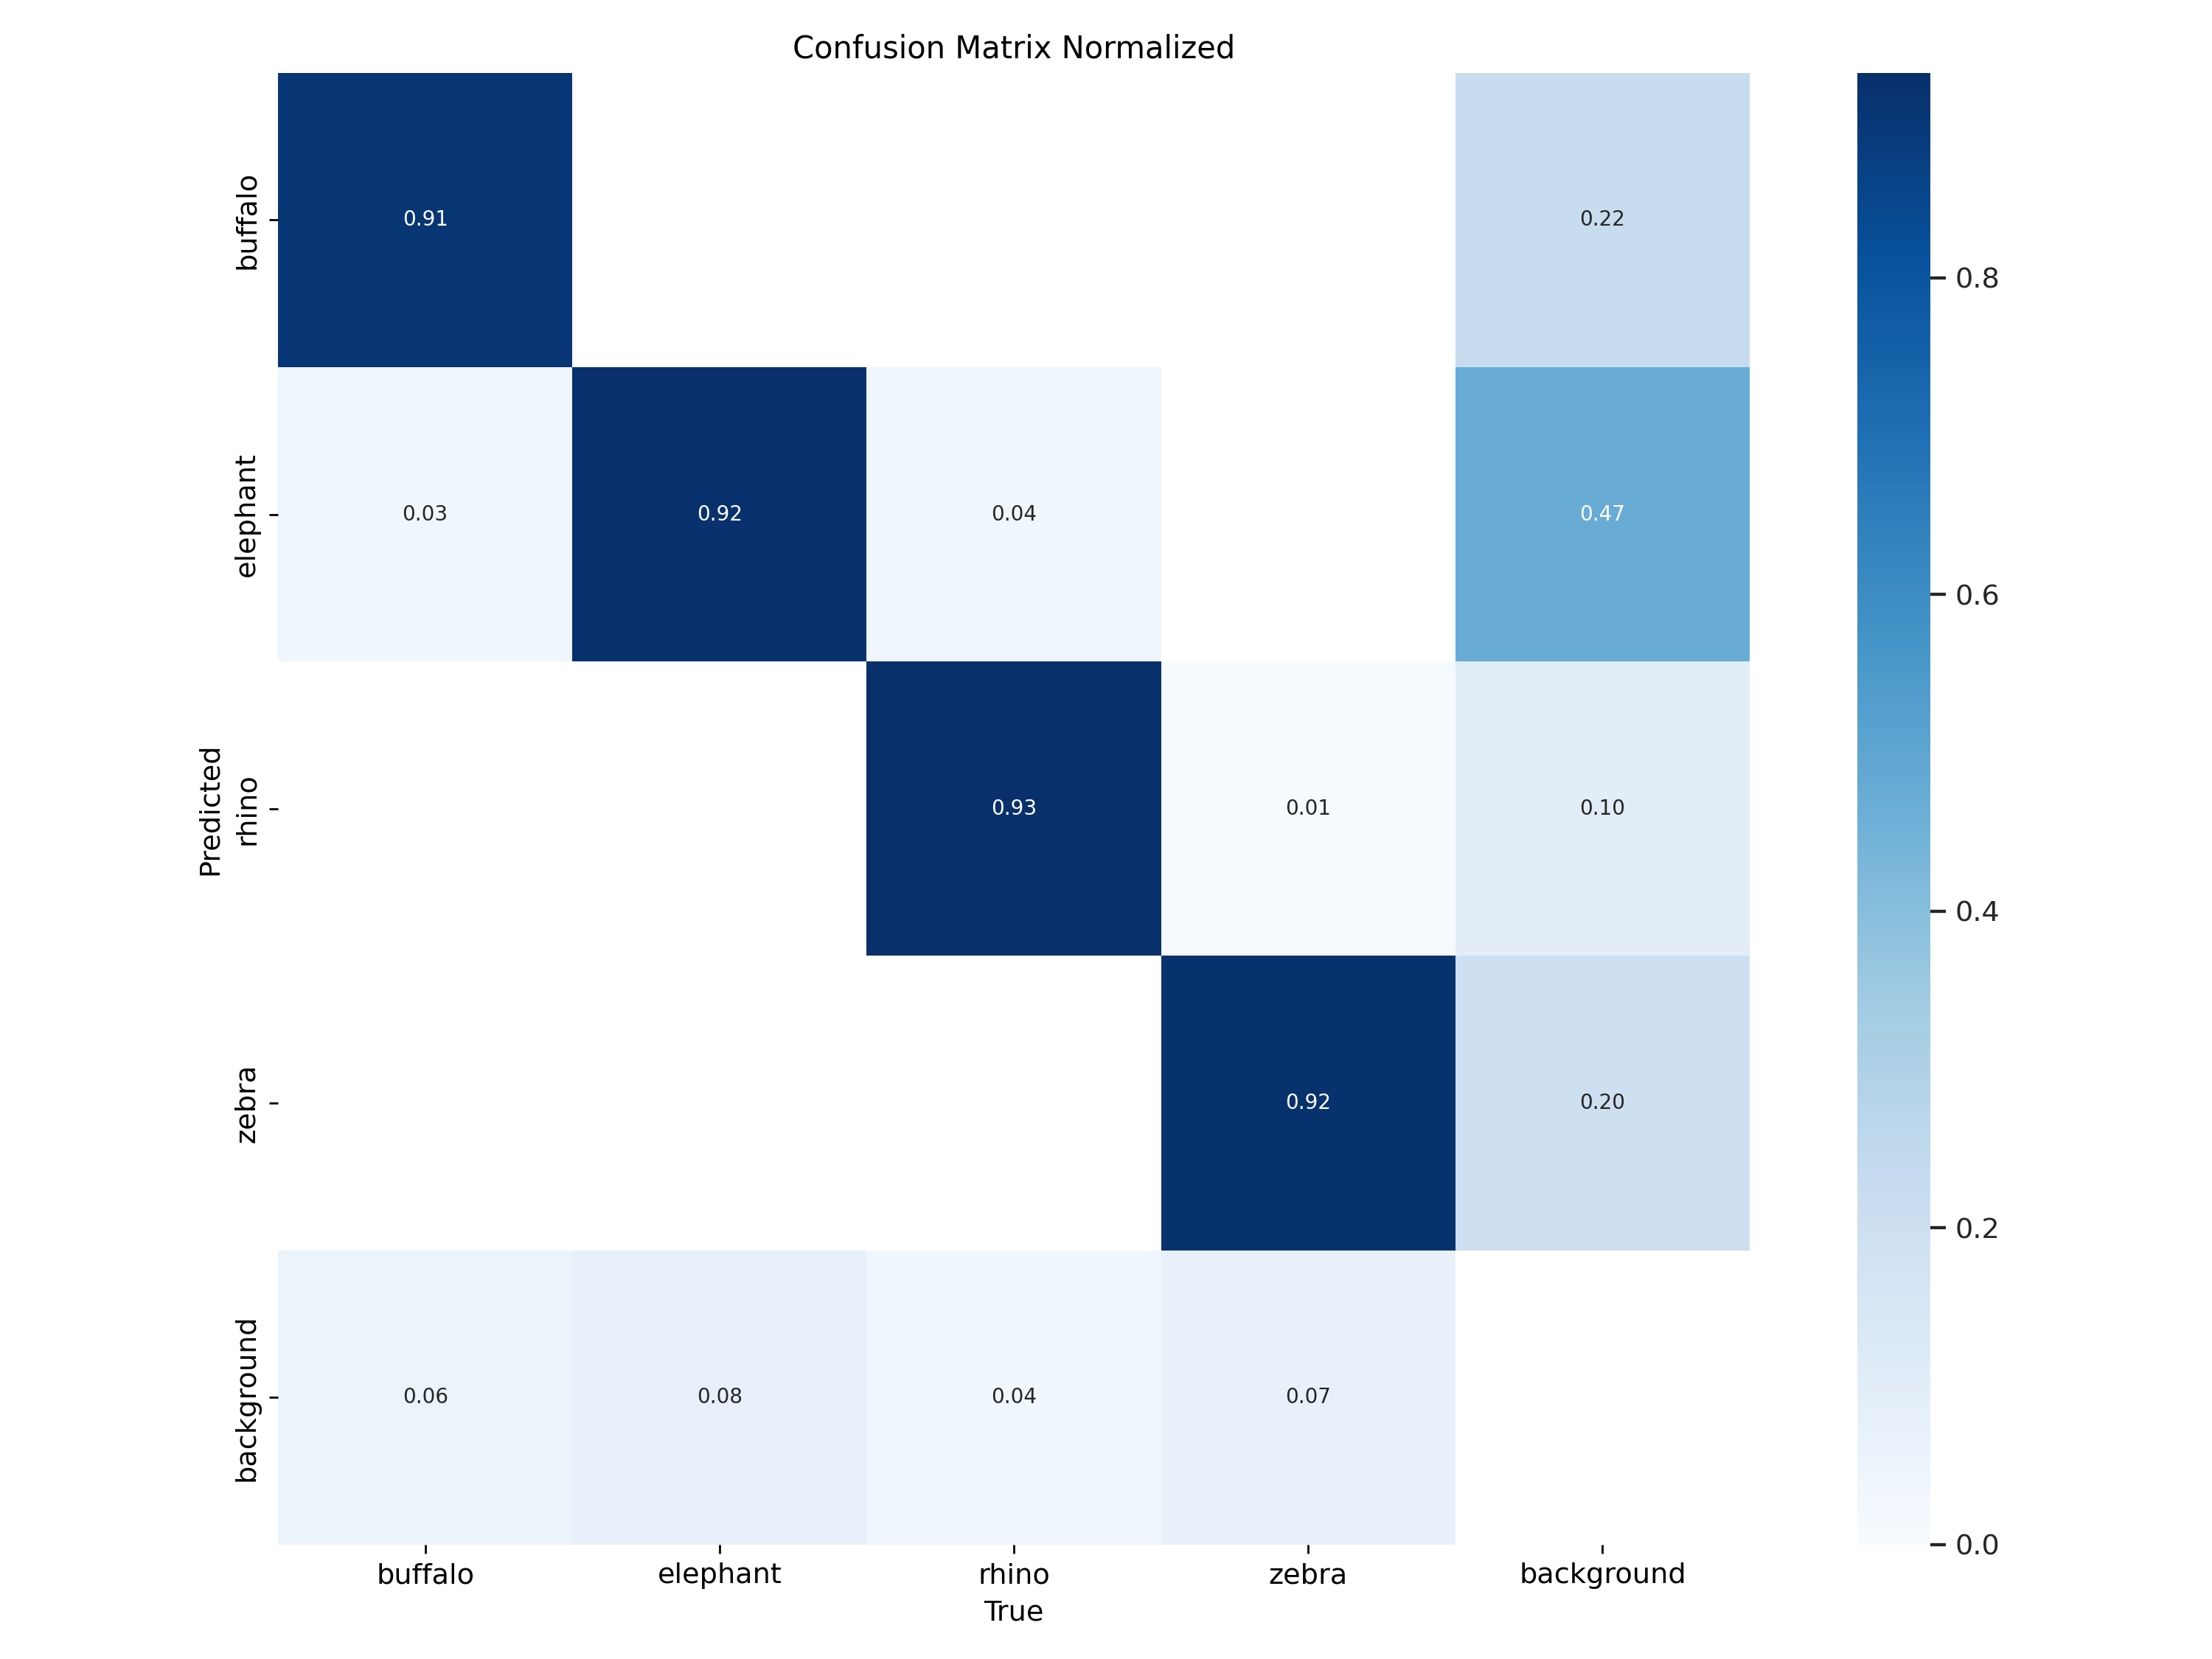 Confusion Matrix Normalized
buffalo
0.91
0.22
0.8
elephant
0.03
0.92
0.04
0.47
0.6
Predicted
rhino
0.93
0.01
0.10
0.4
zebra
0.92
0.20
0.2
background
0.06
0.08
0.04
0.07
0.0
buffalo
elephant
rhino
zebra
background
True